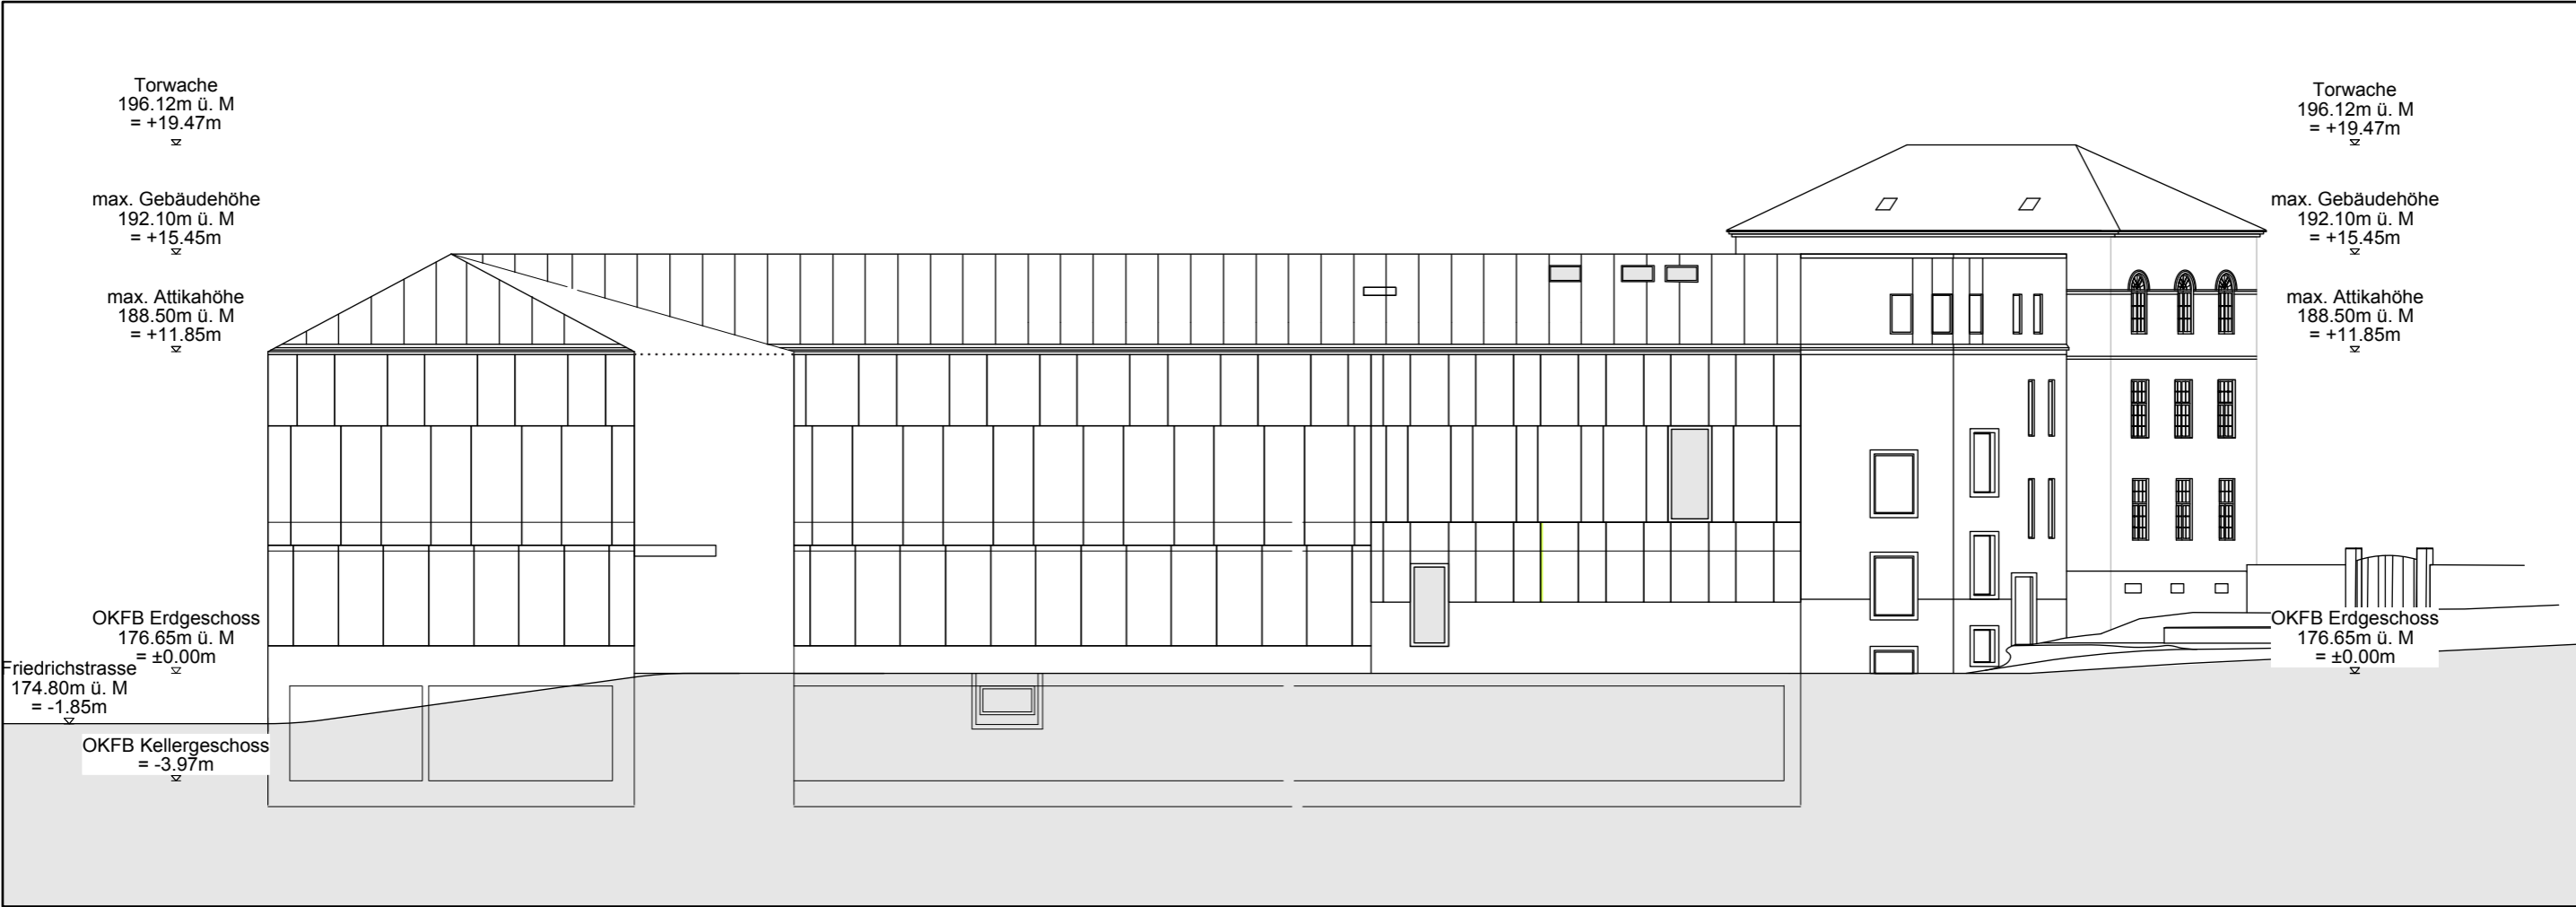 Torwache
196.12m ü. M
= +19.47m
max. Gebäudehöhe
192.10m ü. M
= +15.45m
max. Attikahöhe
188.50m ü. M
= +11.85m
OKFB Erdgeschoss
176.65m ü. M
= ±0.00m
Friedrichstrasse
174.80m ü. M
= -1.85m
OKFB Kellergeschoss
= -3.97m
Torwache
196.12m ü. M
= +19.47m
max. Gebäudehöhe
192.10m ü. M
= +15.45m
max. Attikahöhe
188.50m ü. M
= +11.85m
OKFB Erdgeschoss
176.65m ü. M
= ±0.00m